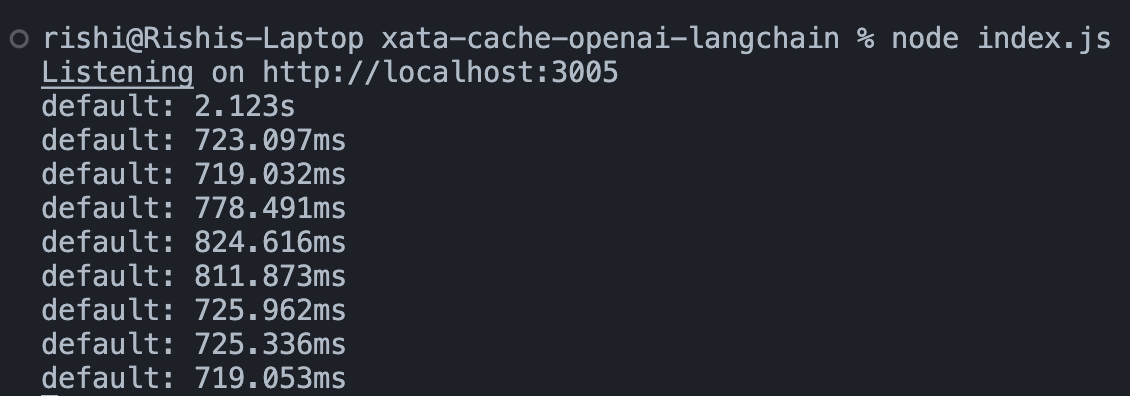 rishi@Rishis-Laptop xata-cache-openai-langchain % node index.js
Listening on http://localhost:3005
default: 2.123s
default: 723.097ms
default: 719.032ms
default: 778.491ms
default: 824.616ms
default: 811.873ms
default: 725.962ms
default: 725.336ms
default: 719.053ms